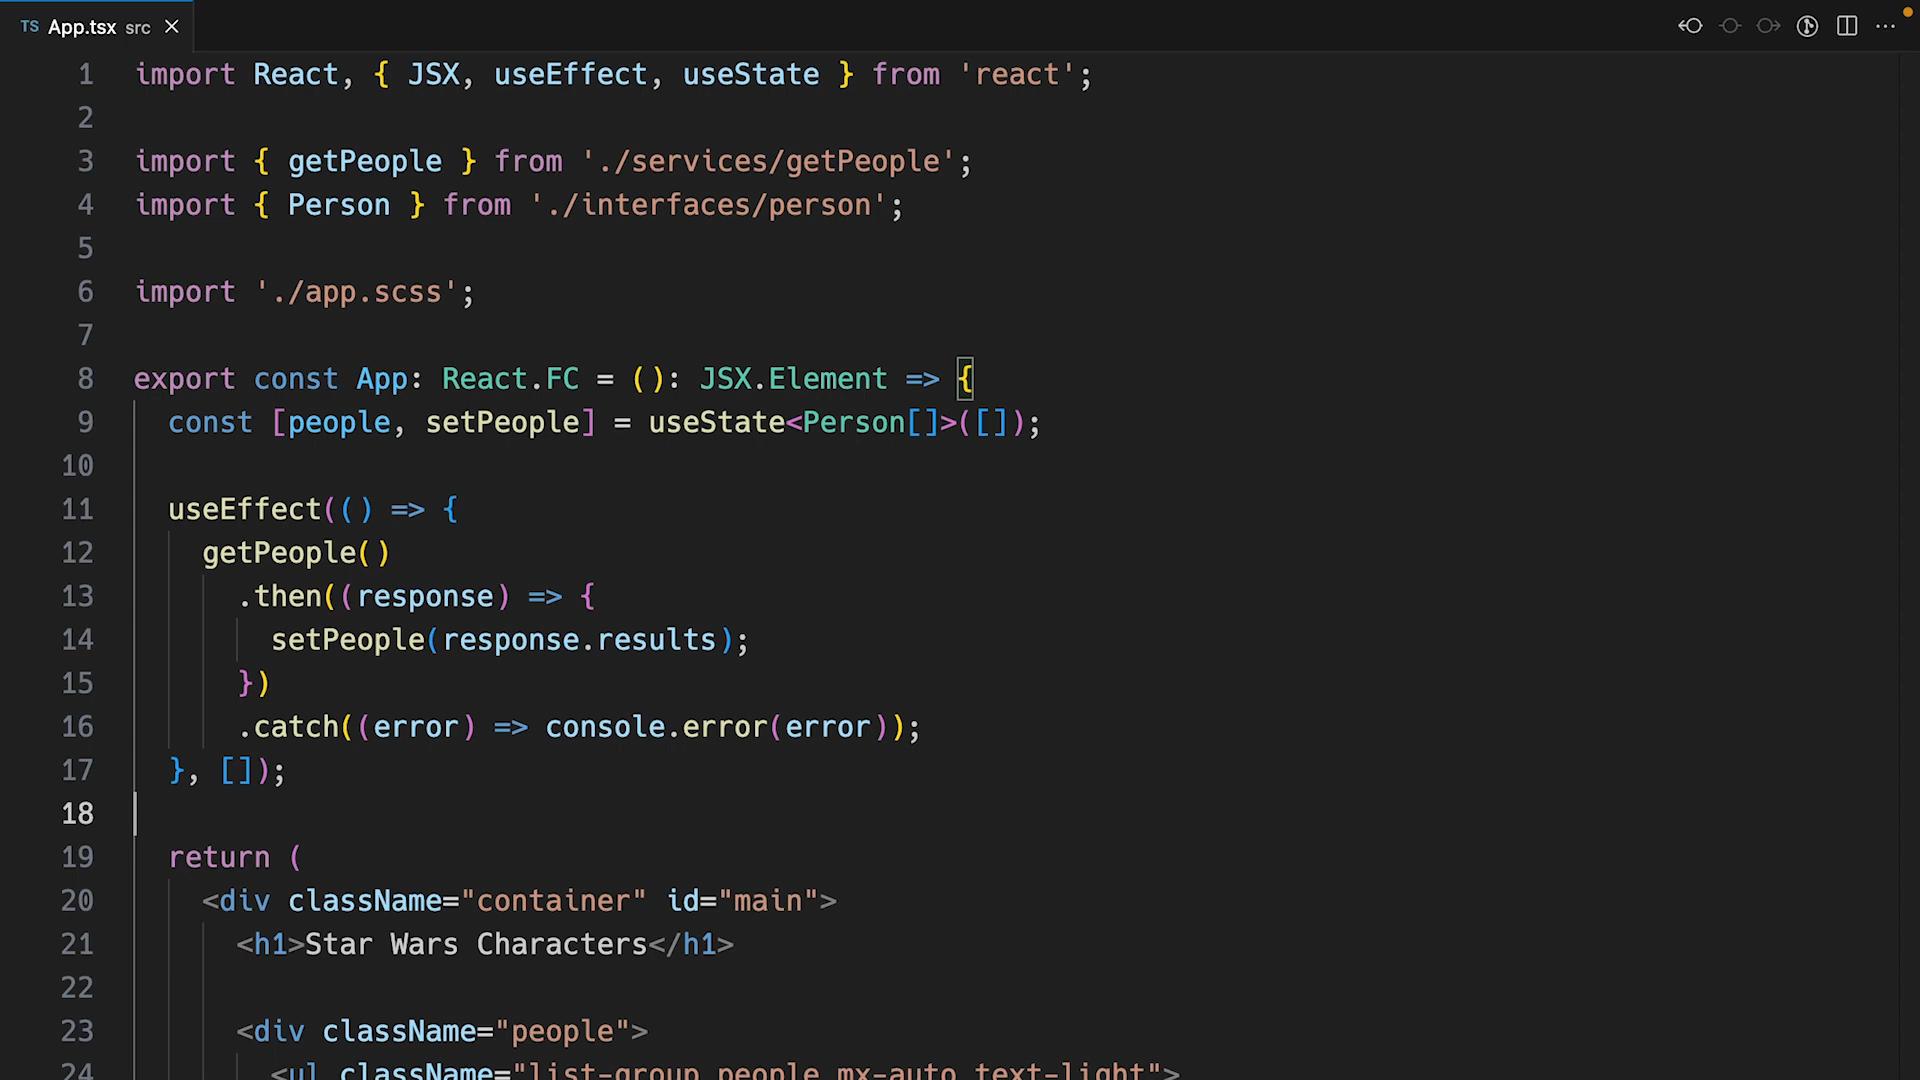 TS App.tsx src
1 import React, { JSX, useEffect, useState } from 'react';
2
3 import { getPeople } from './services/getPeople';
4 import { Person } from './interfaces/person';
5
6 import './app.scss';
7
8 export const App: React.FC = (): JSX.Element => {
9   const [people, setPeople] = useState<Person[]>([]);
10
11   useEffect(() => {
12     getPeople()
13       .then((response) => {
14         setPeople(response.results);
15       })
16       .catch((error) => console.error(error));
17   }, []);
18
19   return (
20     <div className="container" id="main">
21       <h1>Star Wars Characters</h1>
22
23       <div className="people">
24         <ul className="list-group people mx-auto text-light">